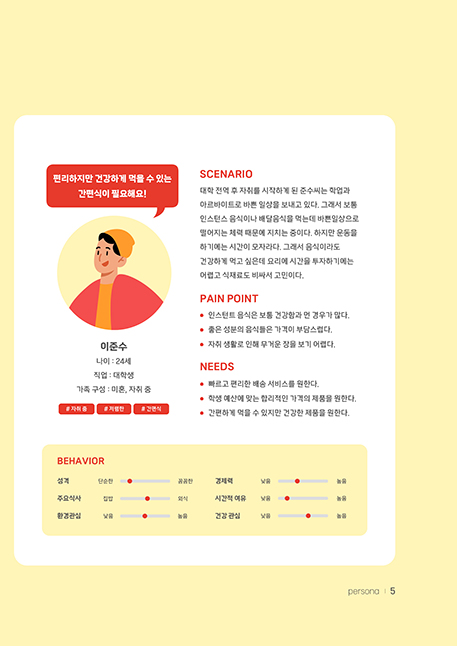 편리하지만 건강하게 먹을 수 있는
간편식이 필요해요!
이준수
나이 : 24세
직업 : 대학생
가족 구성 : 미혼, 자취 중
# 자취 중 # 저렴한 # 간편식
SCENARIO
대학 전역 후 자취를 시작하게 된 준수씨는 학업과
아르바이트로 바쁜 일상을 보내고 있다. 그래서 보통
인스턴스 음식이나 배달음식을 먹는데 바쁜일상으로
떨어지는 체력 때문에 지치는 중이다. 하지만 운동을
하기에는 시간이 모자라다. 그래서 음식이라도
건강하게 먹고 싶은데 요리에 시간을 투자하기에는
어렵고 식재료도 비싸서 고민이다.
PAIN POINT
인스턴트 음식은 보통 건강함과 먼 경우가 많다.
좋은 성분의 음식들은 가격이 부담스럽다.
자취 생활로 인해 무거운 장을 보기 어렵다.
NEEDS
빠르고 편리한 배송 서비스를 원한다.
학생 예산에 맞는 합리적인 가격의 제품을 원한다.
간편하게 먹을 수 있지만 건강한 제품을 원한다.
BEHAVIOR
성격 단순한 꼼꼼한 경제력 낮음 높음
주요식사 집밥 외식 시간적 여유 낮음 높음
환경관심 낮음 높음 건강 관심 낮음 높음
persona | 5